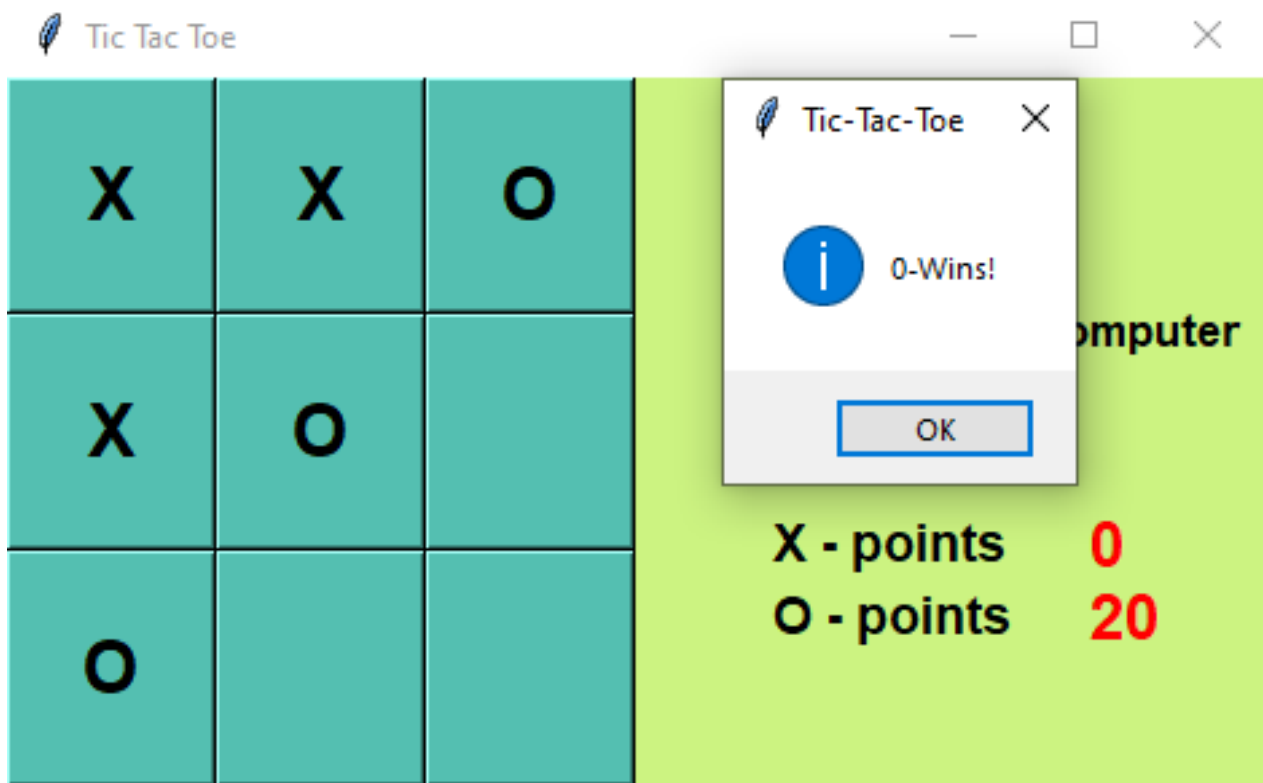 Tic Tac Toe
X X O
X O
O
Tic-Tac-Toe
0-Wins!
OK
omputer
X - points 0
O - points 20